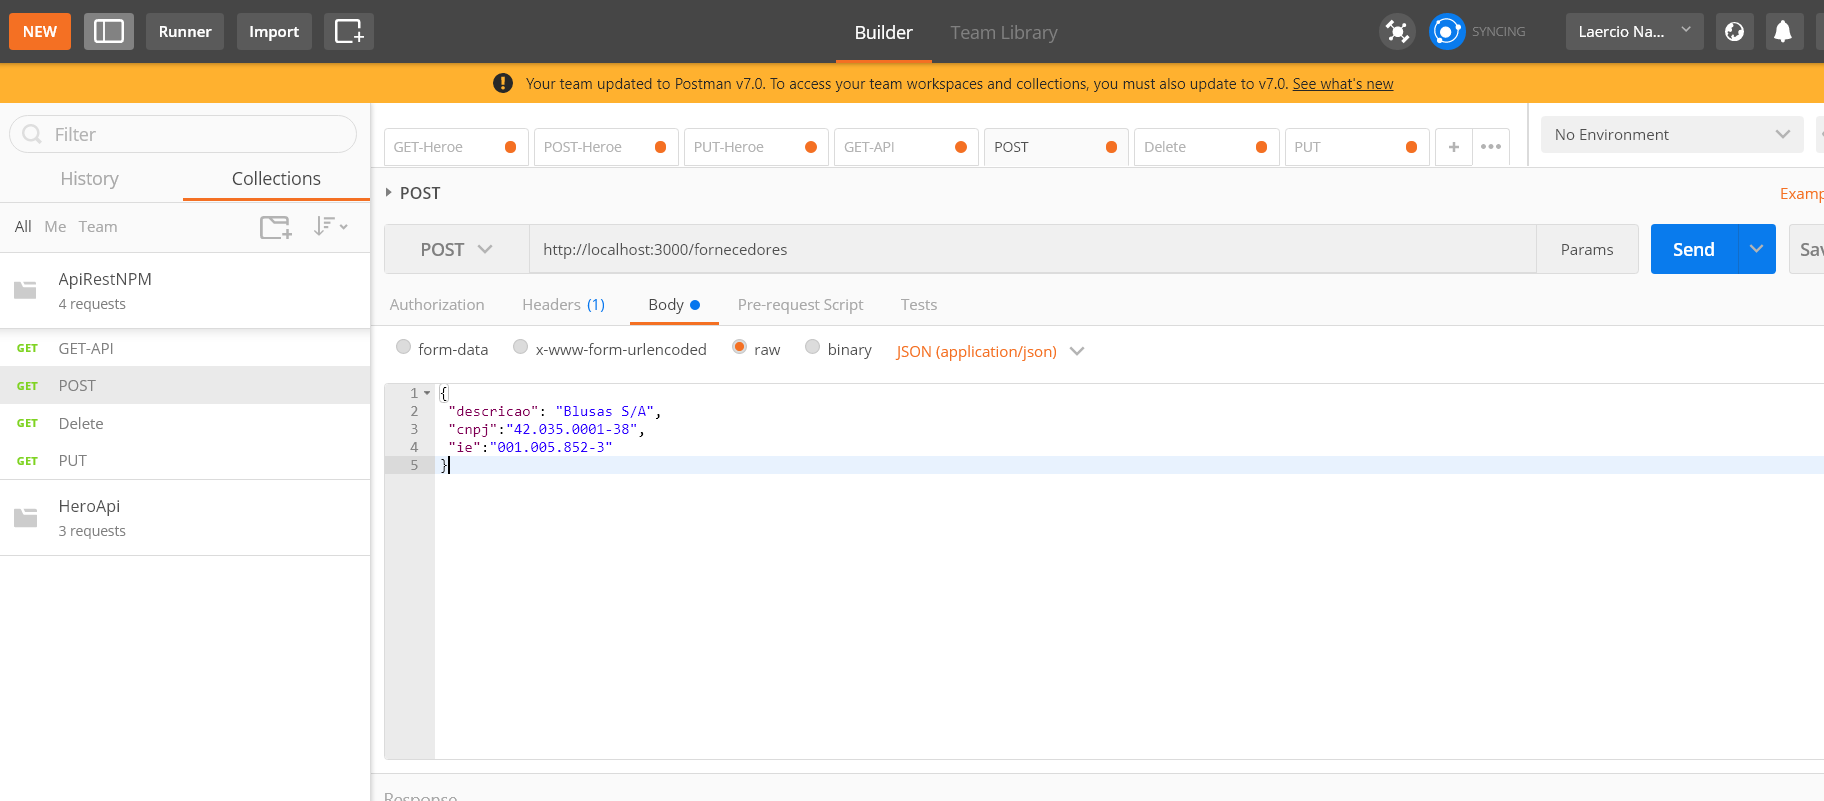 NEW Runner Import Builder Team Library SYNCING Laercio Na...
Your team updated to Postman v7.0. To access your team workspaces and collections, you must also update to v7.0. See what's new
Filter
History Collections
All Me Team
ApiRestNPM
4 requests
GET GET-API
GET POST
GET Delete
GET PUT
HeroApi
3 requests
GET-Heroe POST-Heroe PUT-Heroe GET-API POST Delete PUT + ••• No Environment
POST Examp
POST http://localhost:3000/fornecedores Params Send Sav
Authorization Headers (1) Body Pre-request Script Tests
form-data x-www-form-urlencoded raw binary JSON (application/json)
1 {
2 "descricao": "Blusas S/A",
3 "cnpj":"42.035.0001-38",
4 "ie":"001.005.852-3"
5 }
Response